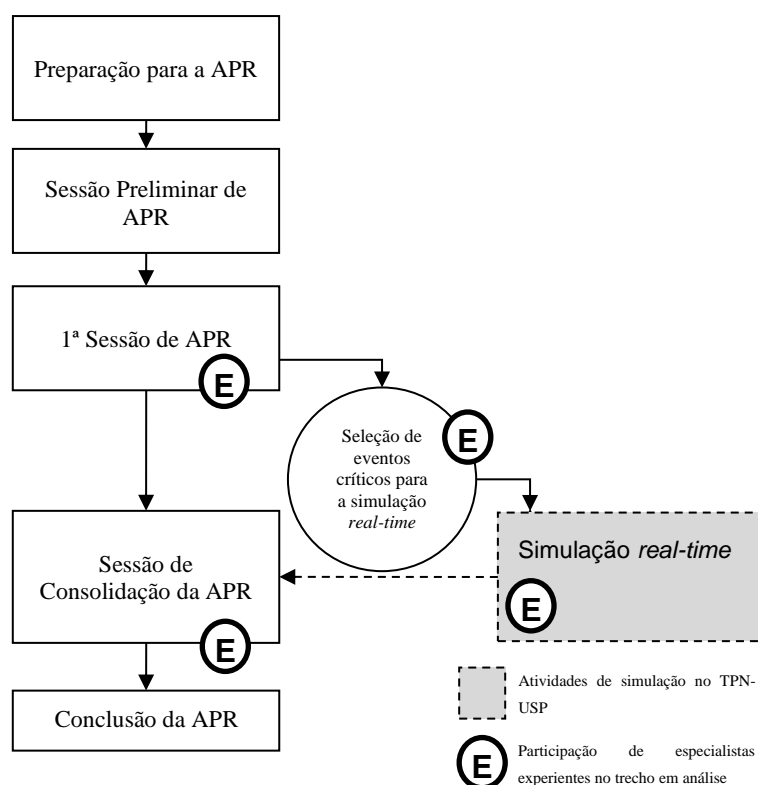 Preparação para a APR
Sessão Preliminar de
APR
1ª Sessão de APR
E
E
Seleção de
eventos
críticos para
a simulação
real-time
Simulação real-time
E
Sessão de
Consolidação da APR
E
Conclusão da APR
Atividades de simulação no TPN-
USP
E
Participação de especialistas
experientes no trecho em análise